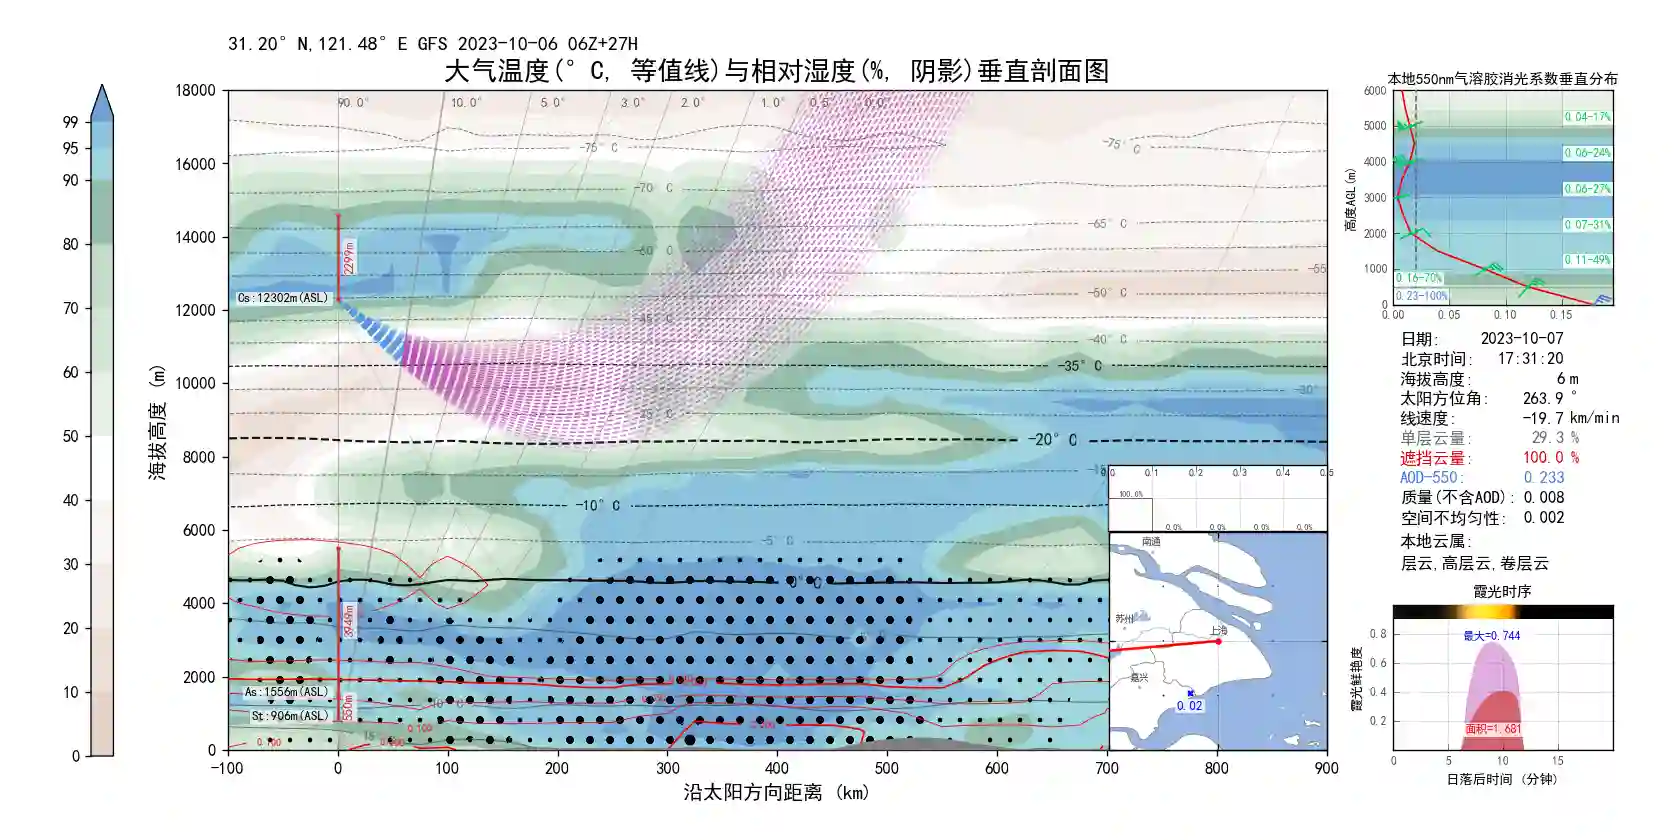 31.20° N,121.48° E GFS 2023-10-06 06Z+27H
大气温度(° C, 等值线)与相对湿度(%, 阴影)垂直剖面图
99
95
90
80
70
60
50
40
30
20
10
0
海拔高度 (m)
18000
16000
14000
12000
10000
8000
6000
4000
2000
0
90.0° 10.0° 5.0° 3.0° 2.0° 1.0° 0.5 0.0
-75° C
-75° C
-70 C
-65° C
-60 C
-55
-50° C
-40° C
-35° C
-30°
-20° C
-10° C
-5° C
0° C
2299m
Cs:12302m(ASL)
3949m
As:1556m(ASL)
550m
St:906m(ASL)
0.100
0.100
-100 0 100 200 300 400 500 600 700 800 900
沿太阳方向距离 (km)
0.0 0.1 0.2 0.3 0.4 0.5
100.0%
0.0% 0.0% 0.0% 0.0%
南通
苏州
上海
嘉兴
0.02
本地550nm气溶胶消光系数垂直分布
高度AGL(m)
6000
5000
4000
3000
2000
1000
0
0.04-17%
0.06-24%
0.06-27%
0.07-31%
0.11-49%
0.16-70%
0.23-100%
0.00 0.05 0.10 0.15
日期: 2023-10-07
北京时间: 17:31:20
海拔高度: 6 m
太阳方位角: 263.9 °
线速度: -19.7 km/min
单层云量: 29.3 %
遮挡云量: 100.0 %
AOD-550: 0.233
质量(不含AOD): 0.008
空间不均匀性: 0.002
本地云属:
层云,高层云,卷层云
霞光时序
霞光鲜艳度
0.8
0.6
0.4
0.2
最大=0.744
面积=1.681
0 5 10 15
日落后时间 (分钟)